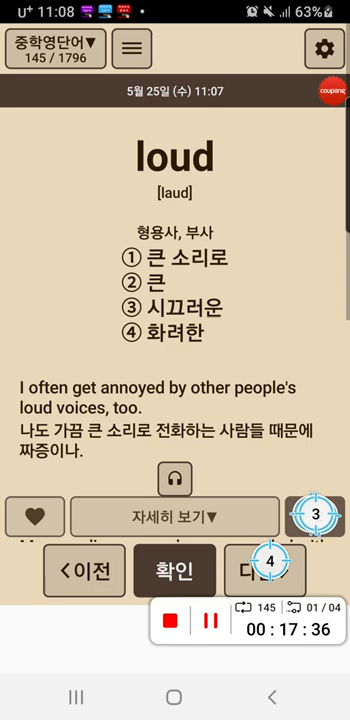 U+ 11:08 63%
중학영단어▼
145 / 1796
5월 25일 (수) 11:07
coupang
loud
[laud]
형용사, 부사
① 큰 소리로
② 큰
③ 시끄러운
④ 화려한
I often get annoyed by other people's
loud voices, too.
나도 가끔 큰 소리로 전화하는 사람들 때문에
짜증이나.
자세히 보기▼
3
<이전
확인
4
145
01 / 04
00 : 17 : 36